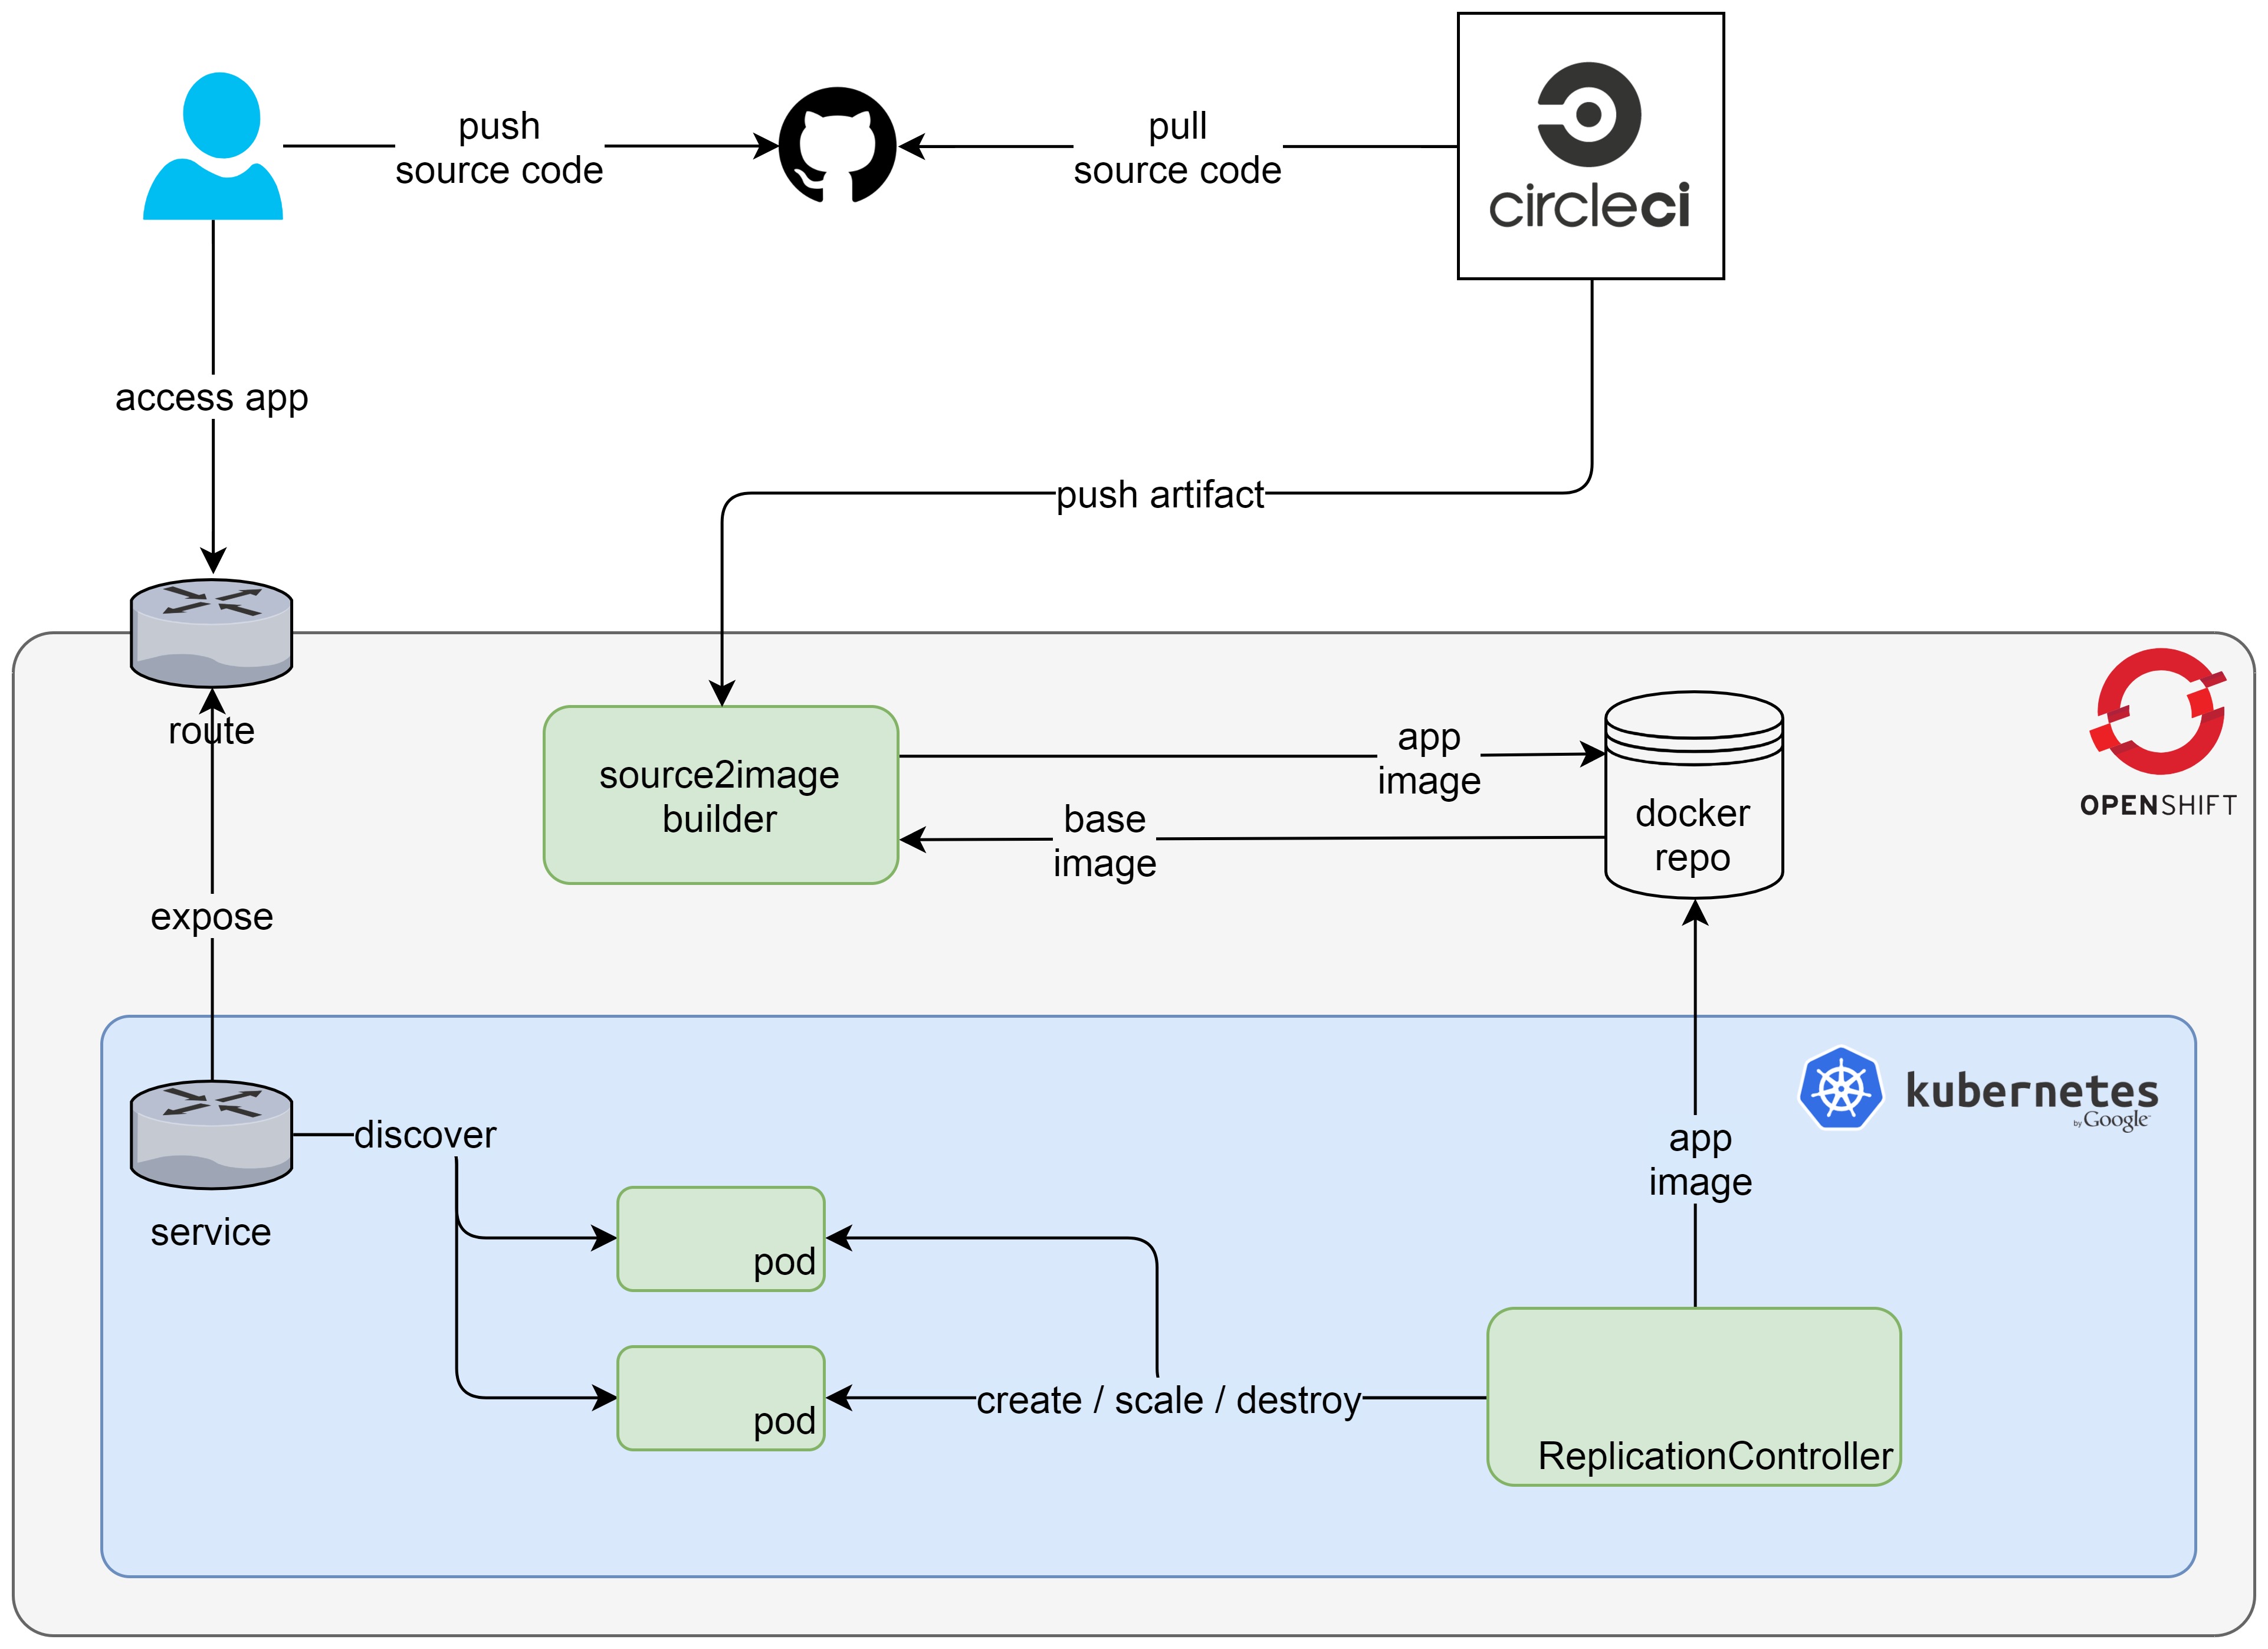 push
source code
pull
source code
circleci
access app
push artifact
route
source2image
builder
app
image
base
image
docker
repo
OPENSHIFT
expose
kubernetes
by Google
discover
service
app
image
pod
pod
create / scale / destroy
ReplicationController